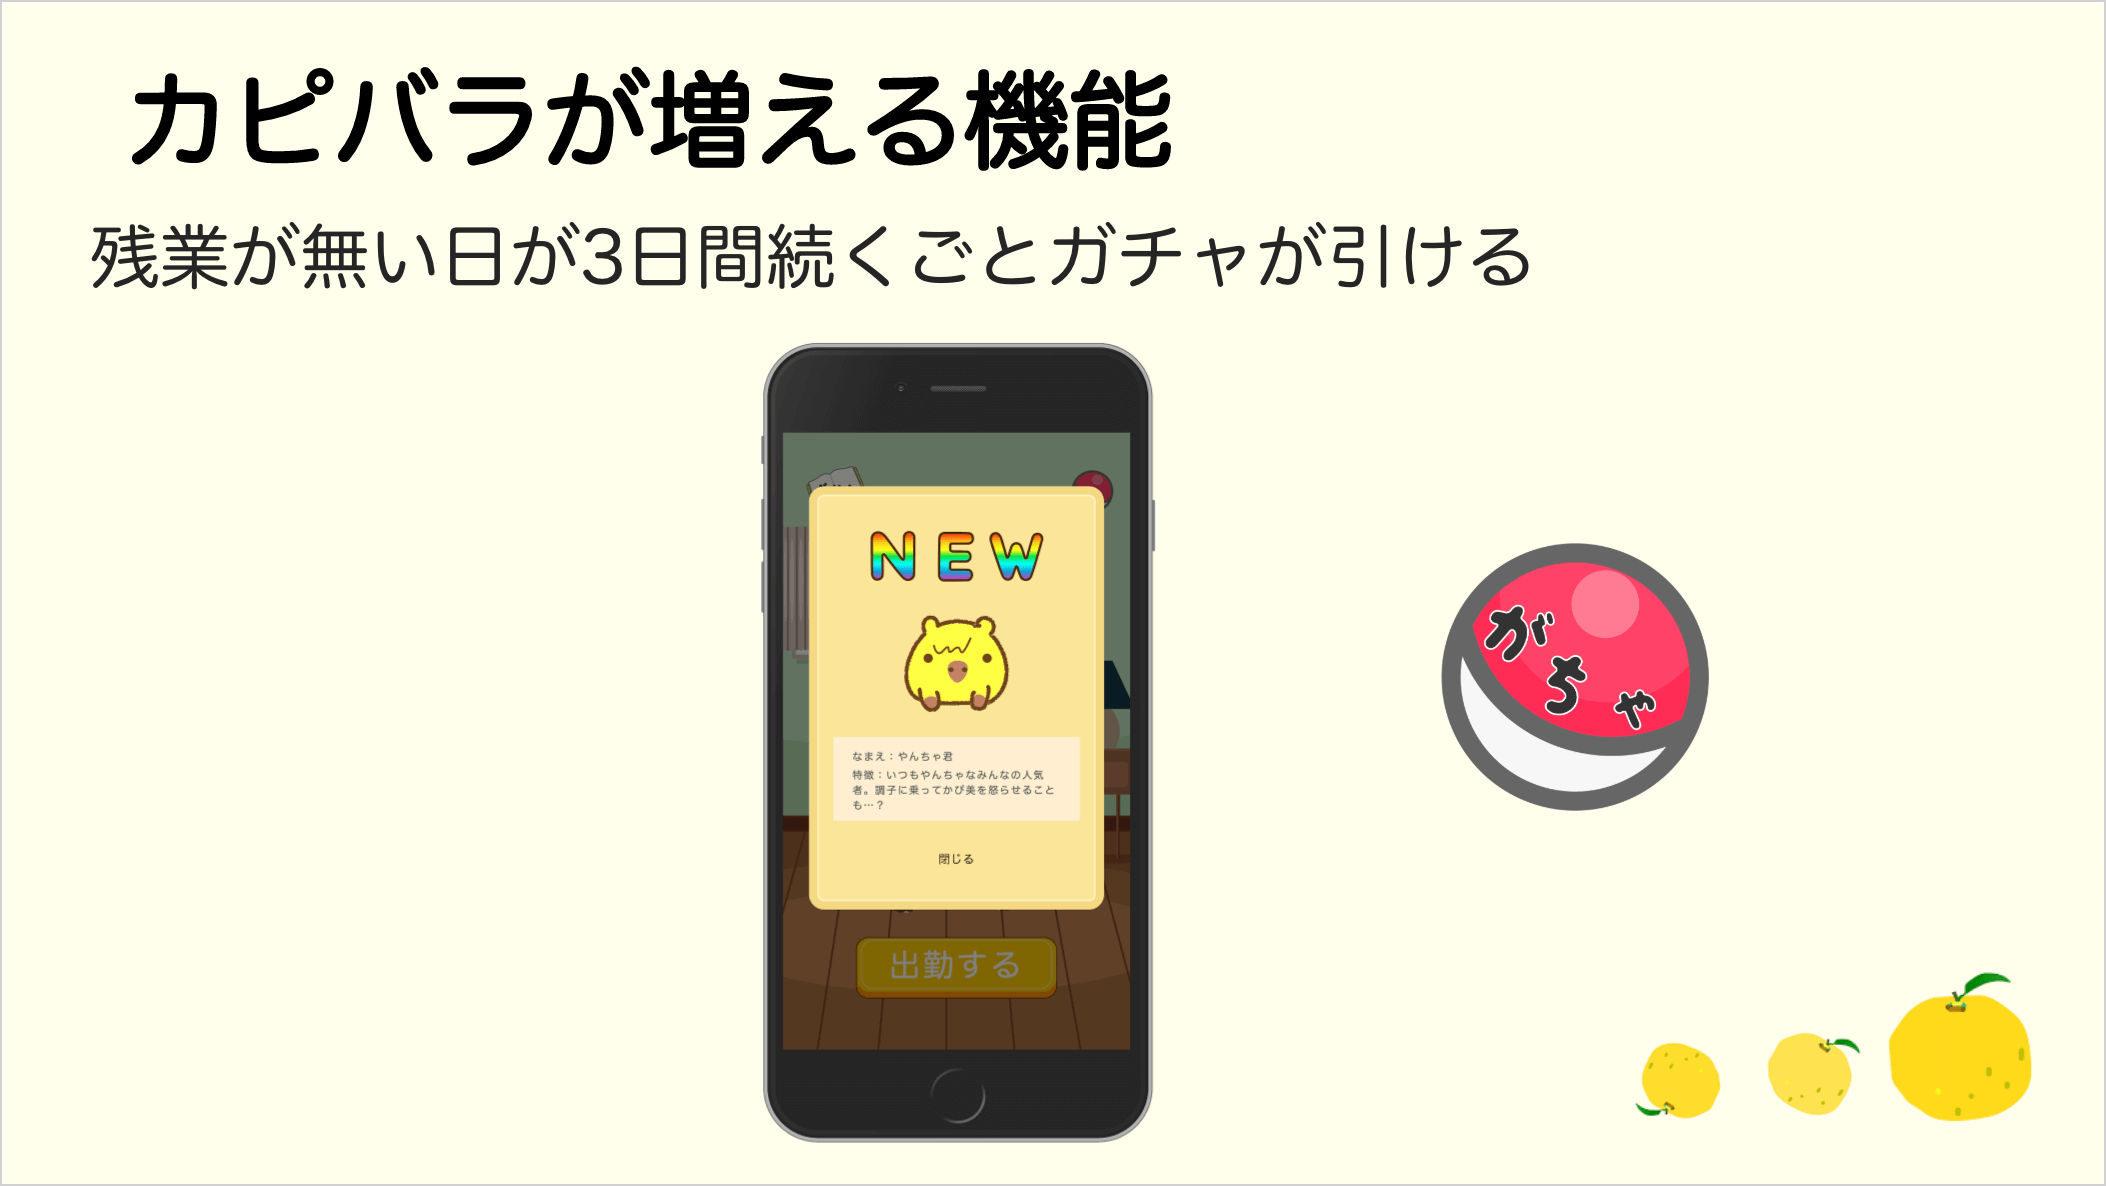 カピバラが増える機能
残業が無い日が3日間続くごとガチャが引ける
NEW
なまえ：やんちゃ君
特徴：いつもやんちゃなみんなの人気
者。調子に乗ってかぴ美を怒らせること
も…？
閉じる
出勤する
がちゃ